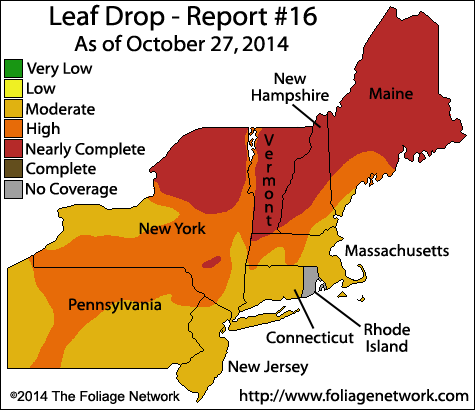 Leaf Drop - Report #16
As of October 27, 2014
Very Low
Low
Moderate
High
Nearly Complete
Complete
No Coverage
New
Hampshire
Maine
Vermont
New York
Massachusetts
Pennsylvania
Connecticut
Rhode
Island
New Jersey
©2014 The Foliage Network
http://www.foliagenetwork.com